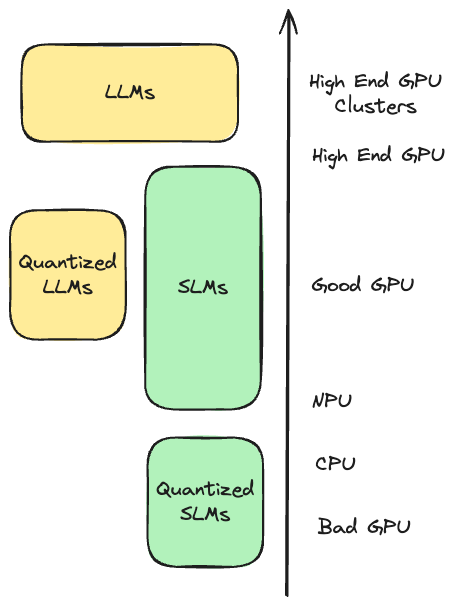 LLMs
High End GPU
Clusters
High End GPU
Quantized
LLMs
SLMs
Good GPU
NPU
CPU
Quantized
SLMs
Bad GPU